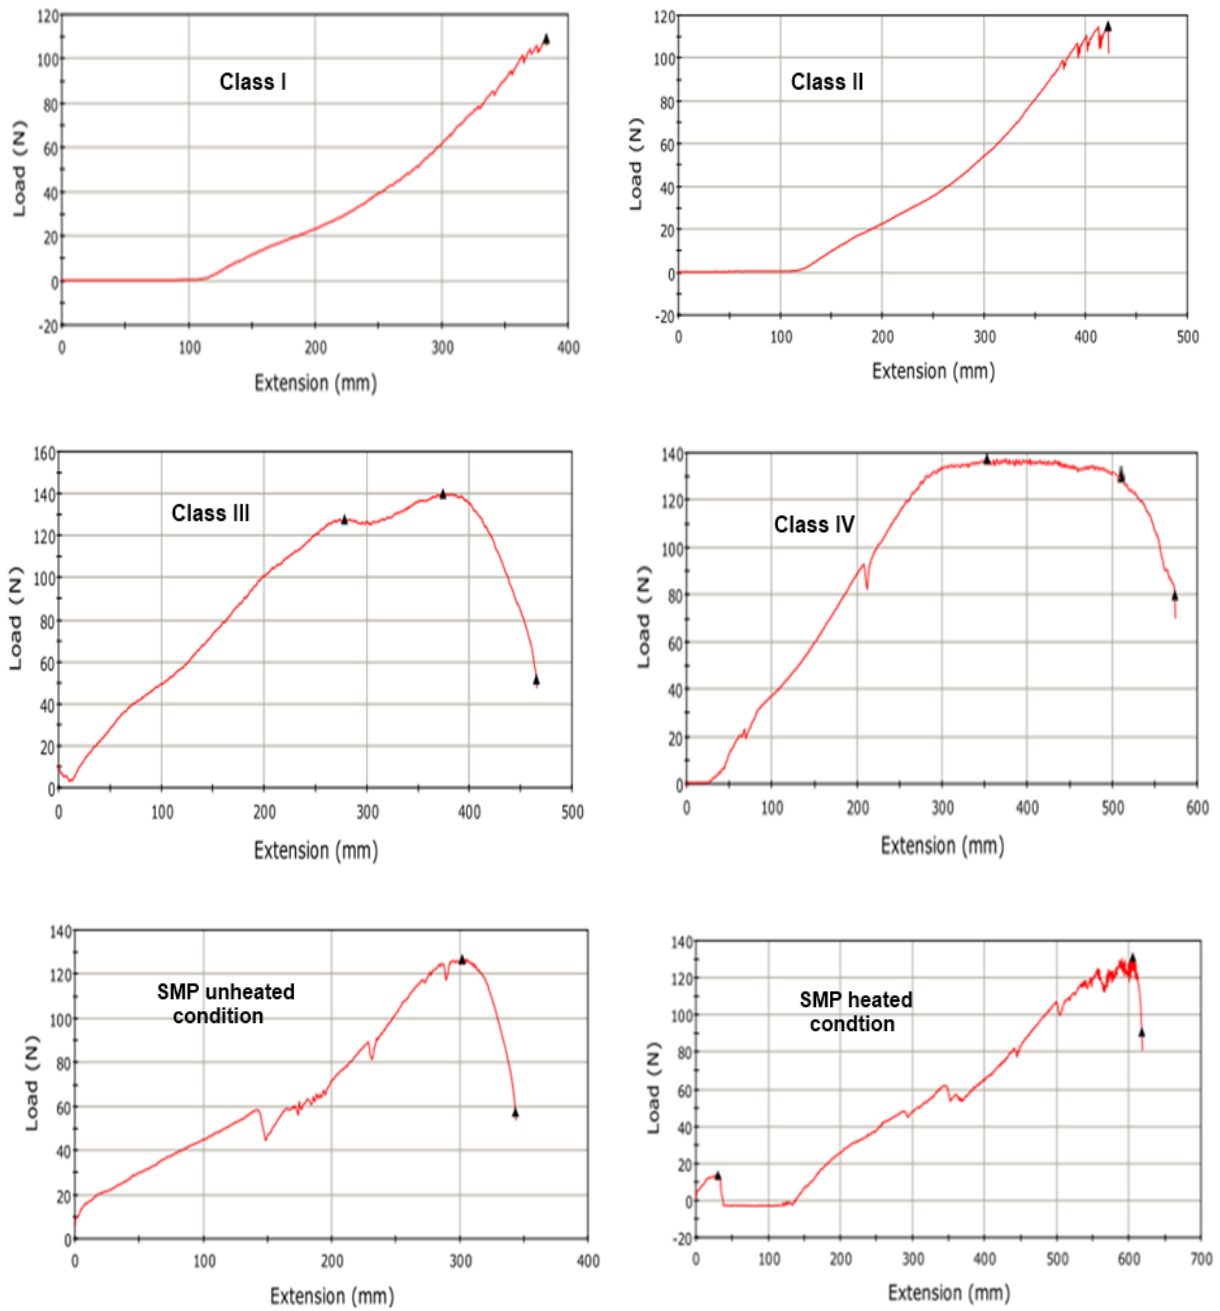 120
100
80
60
40
20
0
-20
Load (N)
Class I
0 100 200 300 400
Extension (mm)
120
100
80
60
40
20
0
-20
Load (N)
Class II
0 100 200 300 400 500
Extension (mm)
160
140
120
100
80
60
40
20
0
Load (N)
Class III
0 100 200 300 400 500
Extension (mm)
140
120
100
80
60
40
20
0
Load (N)
Class IV
0 100 200 300 400 500 600
Extension (mm)
140
120
100
80
60
40
20
0
Load (N)
SMP unheated
condition
0 100 200 300 400
Extension (mm)
140
120
100
80
60
40
20
0
-20
Load (N)
SMP heated
condtion
0 100 200 300 400 500 600 700
Extension (mm)